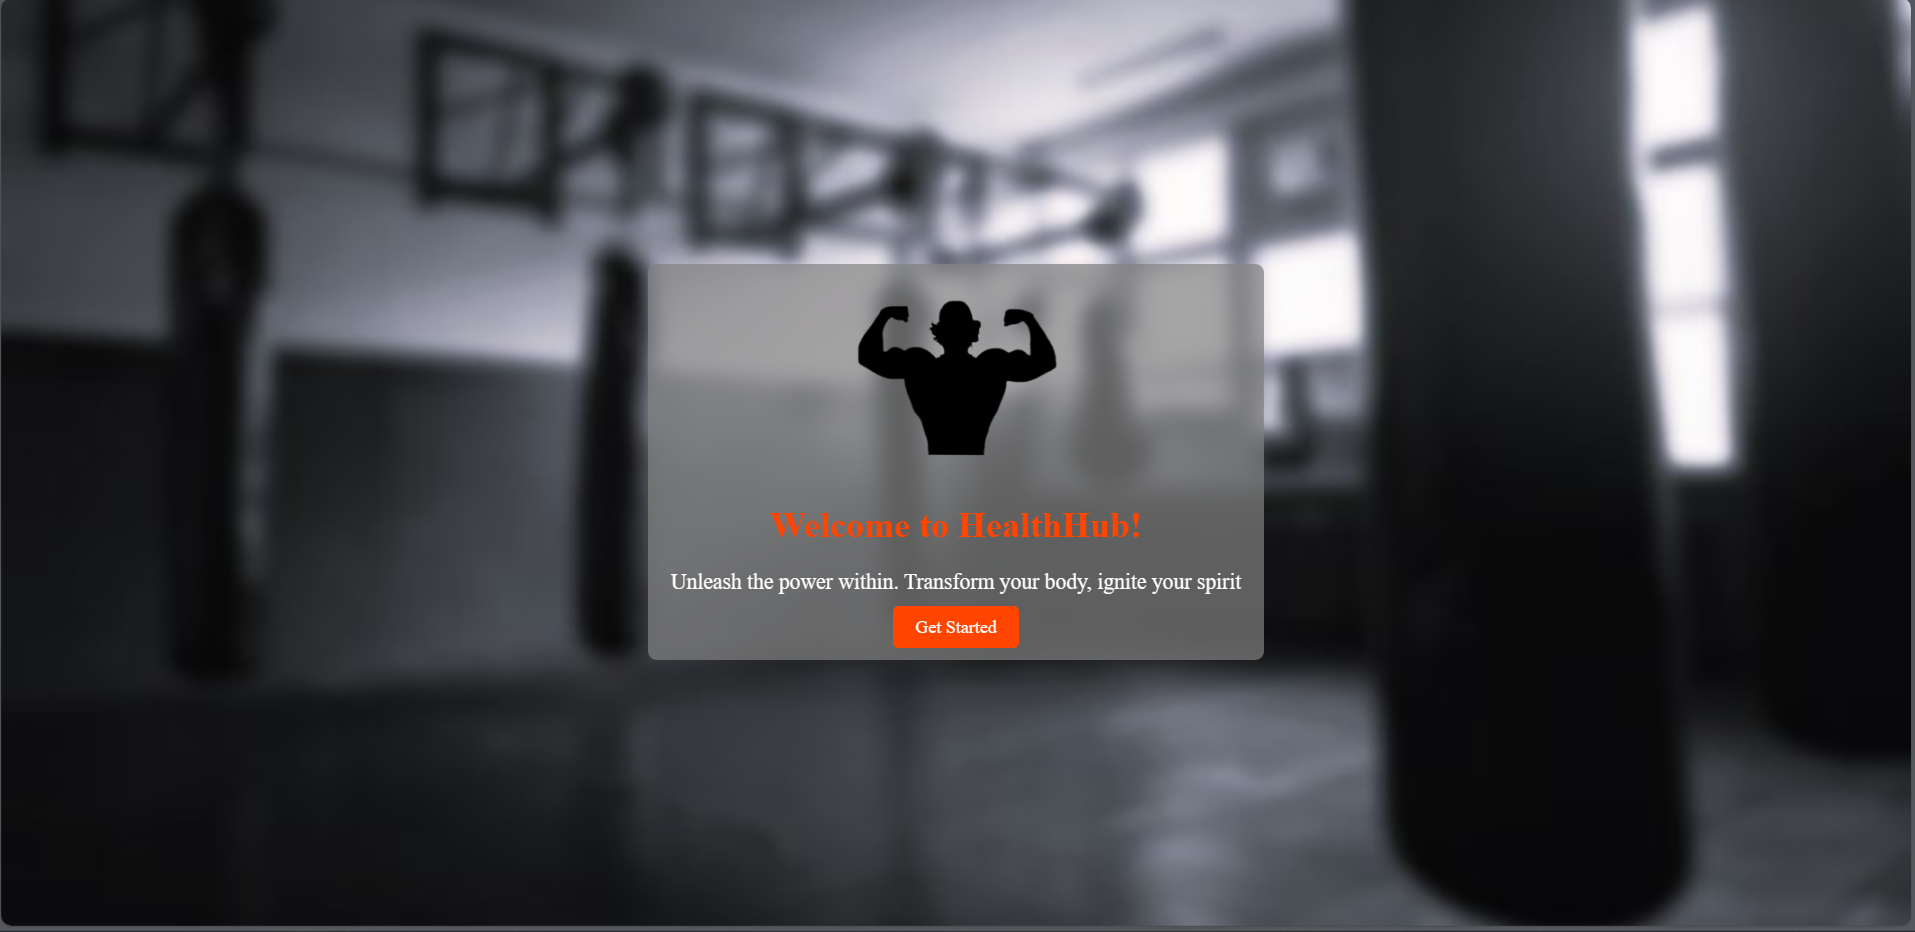 Welcome to HealthHub!
Unleash the power within. Transform your body, ignite your spirit
Get Started